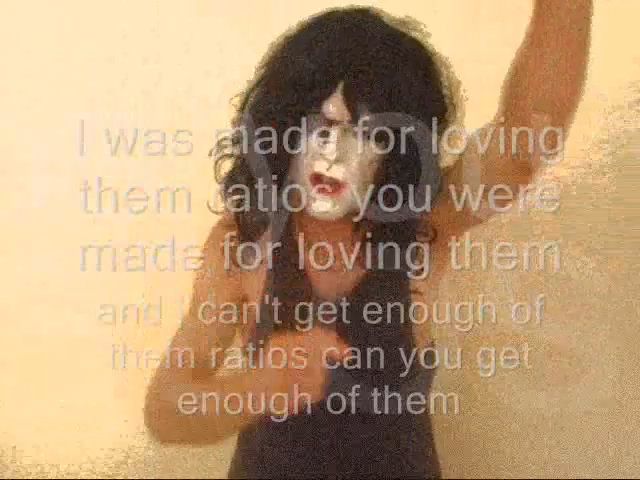 I was made for loving
them ratios you were
made for loving them
and I can't get enough of
them ratios can you get
enough of them